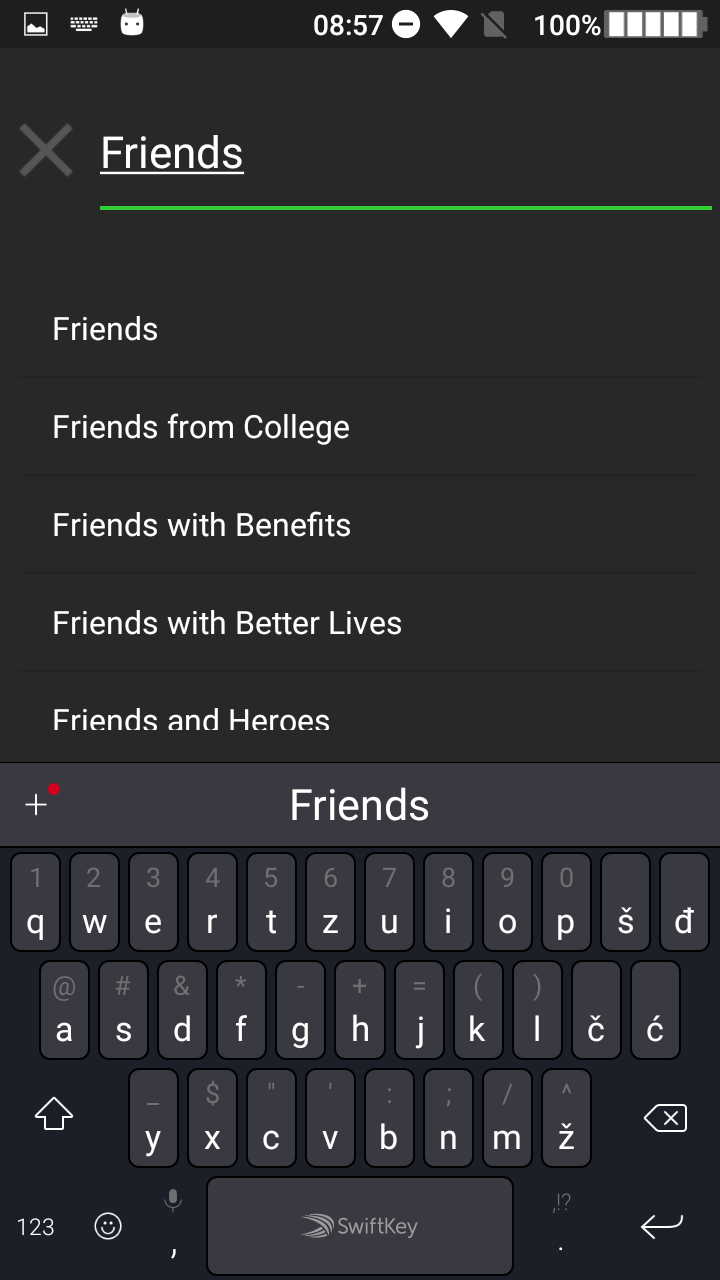 08:57 100%
Friends
Friends
Friends from College
Friends with Benefits
Friends with Better Lives
Friends and Heroes
+ Friends
1 2 3 4 5 6 7 8 9 0
q w e r t z u i o p š đ
@ # & * - + = ( )
a s d f g h j k l č ć
_ $ " ' : ; / ^
y x c v b n m ž
,!?
123 , SwiftKey .